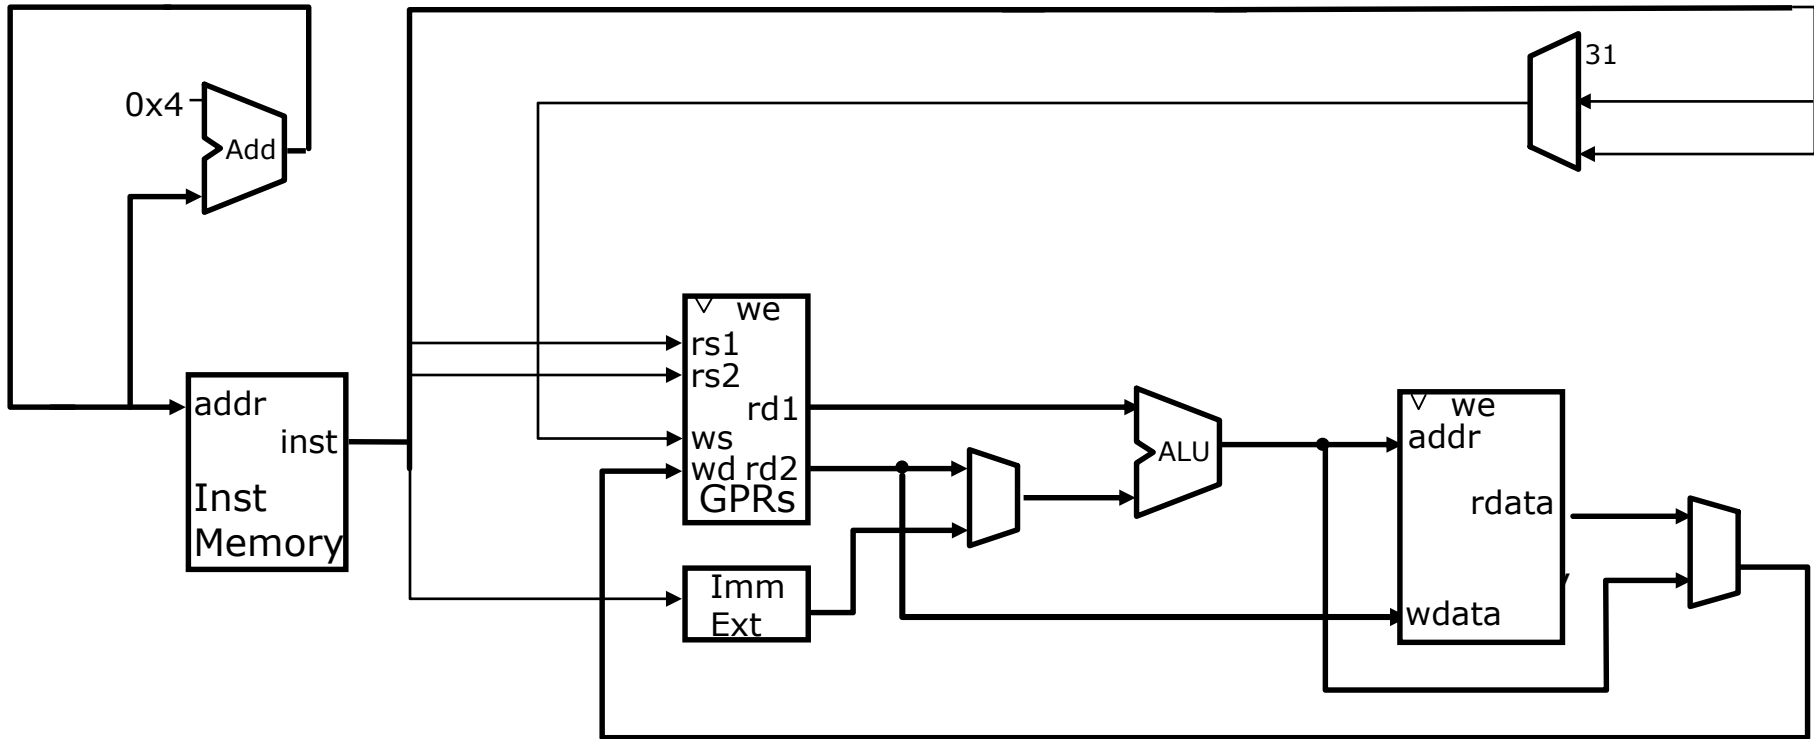 31
0x4
Add
we
rs1
rs2
rd1
ws
wd rd2
GPRs
addr
inst
Inst
Memory
ALU
we
addr
rdata
wdata
Imm
Ext